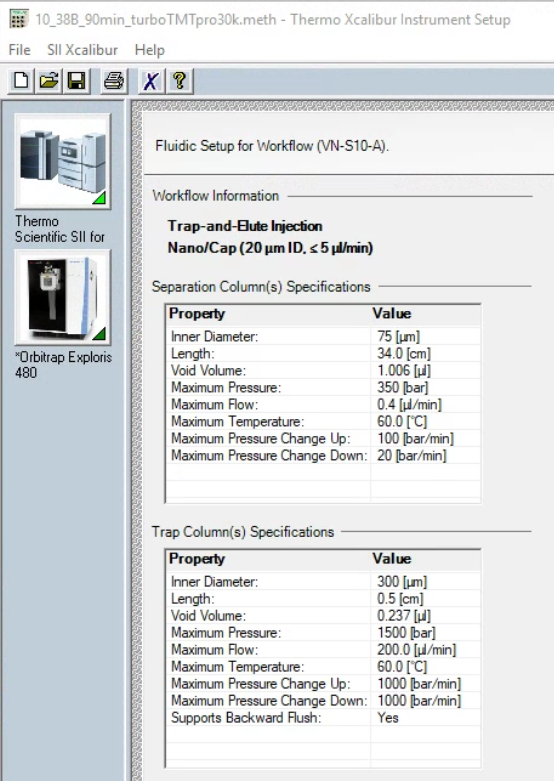 10_38B_90min_turboTMTpro30k.meth - Thermo Xcalibur Instrument Setup
File SII Xcalibur Help
Thermo
Scientific SII for
*Orbitrap Exploris
480
Fluidic Setup for Workflow (VN-S10-A).
Workflow Information
Trap-and-Elute Injection
Nano/Cap (20 µm ID, ≤ 5 µl/min)
Separation Column(s) Specifications
Property Value
Inner Diameter: 75 [µm]
Length: 34.0 [cm]
Void Volume: 1.006 [µl]
Maximum Pressure: 350 [bar]
Maximum Flow: 0.4 [µl/min]
Maximum Temperature: 60.0 [°C]
Maximum Pressure Change Up: 100 [bar/min]
Maximum Pressure Change Down: 20 [bar/min]
Trap Column(s) Specifications
Property Value
Inner Diameter: 300 [µm]
Length: 0.5 [cm]
Void Volume: 0.237 [µl]
Maximum Pressure: 1500 [bar]
Maximum Flow: 200.0 [µl/min]
Maximum Temperature: 60.0 [°C]
Maximum Pressure Change Up: 1000 [bar/min]
Maximum Pressure Change Down: 1000 [bar/min]
Supports Backward Flush: Yes